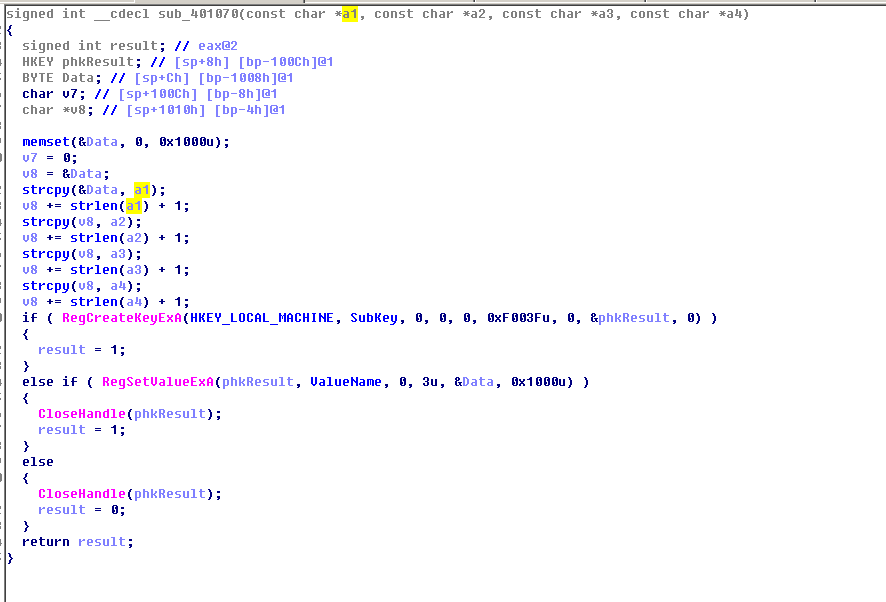 signed int __cdecl sub_401070(const char *a1, const char *a2, const char *a3, const char *a4)
{
  signed int result; // eax@2
  HKEY phkResult; // [sp+8h] [bp-100Ch]@1
  BYTE Data; // [sp+Ch] [bp-1008h]@1
  char v7; // [sp+100Ch] [bp-8h]@1
  char *v8; // [sp+1010h] [bp-4h]@1

  memset(&Data, 0, 0x1000u);
  v7 = 0;
  v8 = &Data;
  strcpy(&Data, a1);
  v8 += strlen(a1) + 1;
  strcpy(v8, a2);
  v8 += strlen(a2) + 1;
  strcpy(v8, a3);
  v8 += strlen(a3) + 1;
  strcpy(v8, a4);
  v8 += strlen(a4) + 1;
  if ( RegCreateKeyExA(HKEY_LOCAL_MACHINE, SubKey, 0, 0, 0, 0xF003Fu, 0, &phkResult, 0) )
  {
    result = 1;
  }
  else if ( RegSetValueExA(phkResult, ValueName, 0, 3u, &Data, 0x1000u) )
  {
    CloseHandle(phkResult);
    result = 1;
  }
  else
  {
    CloseHandle(phkResult);
    result = 0;
  }
  return result;
}